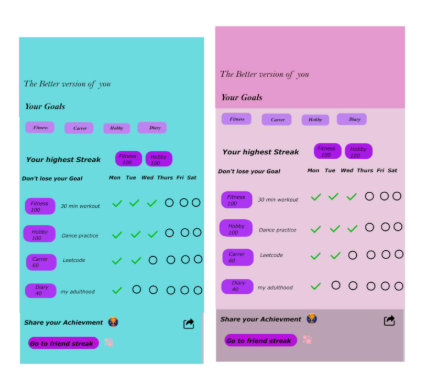 The Better version of you
Your Goals
Fitness Carrer Hobby Diary
Your highest Streak Fitness 100 Hobby 100
Don't lose your Goal Mon Tue Wed Thurs Fri Sat
Fitness 100 30 min workout
Hobby 100 Dance practive
Carrer 60 Leetcode
Diary 40 my adulthood
Share your Achievment
Go to friend streak
The Better version of you
Your Goals
Fitness Carrer Hobby Diary
Your highest Streak Fitness 100 Hobby 100
Don't lose your Goal Mon Tue Wed Thurs Fri Sat
Fitness 100 30 min workout
Hobby 100 Dance practive
Carrer 60 Leetcode
Diary 40 my adulthood
Share your Achievment
Go to friend streak